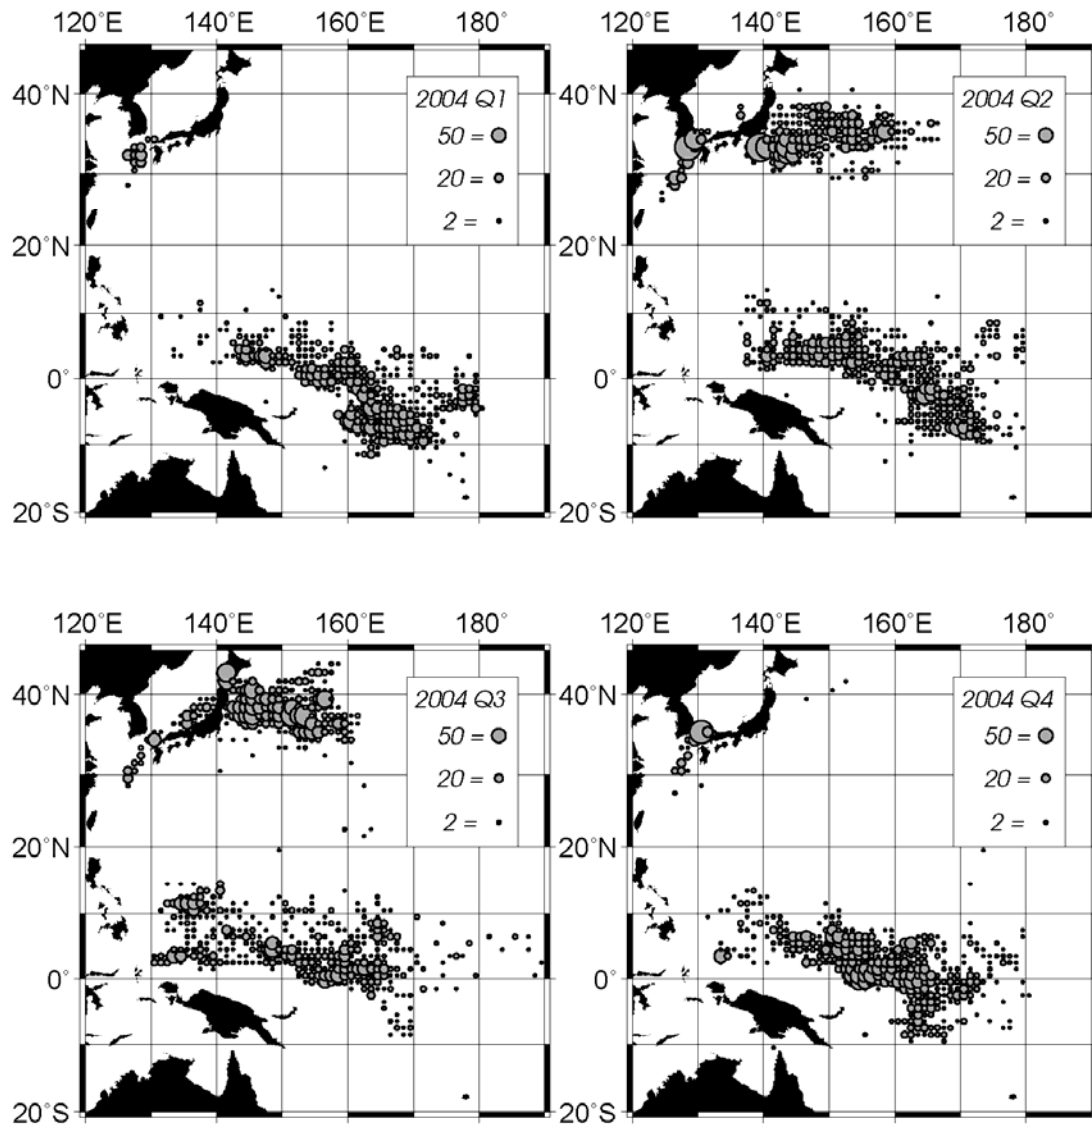 120°E 140°E 160°E 180° 120°E 140°E 160°E 180°
40°N 2004 Q1 40°N 2004 Q2
50 = 50 =
20 = 20 =
2 = 2 =
20°N 20°N
0° 0°
20°S 20°S
120°E 140°E 160°E 180° 120°E 140°E 160°E 180°
40°N 2004 Q3 40°N 2004 Q4
50 = 50 =
20 = 20 =
2 = 2 =
20°N 20°N
0° 0°
20°S 20°S